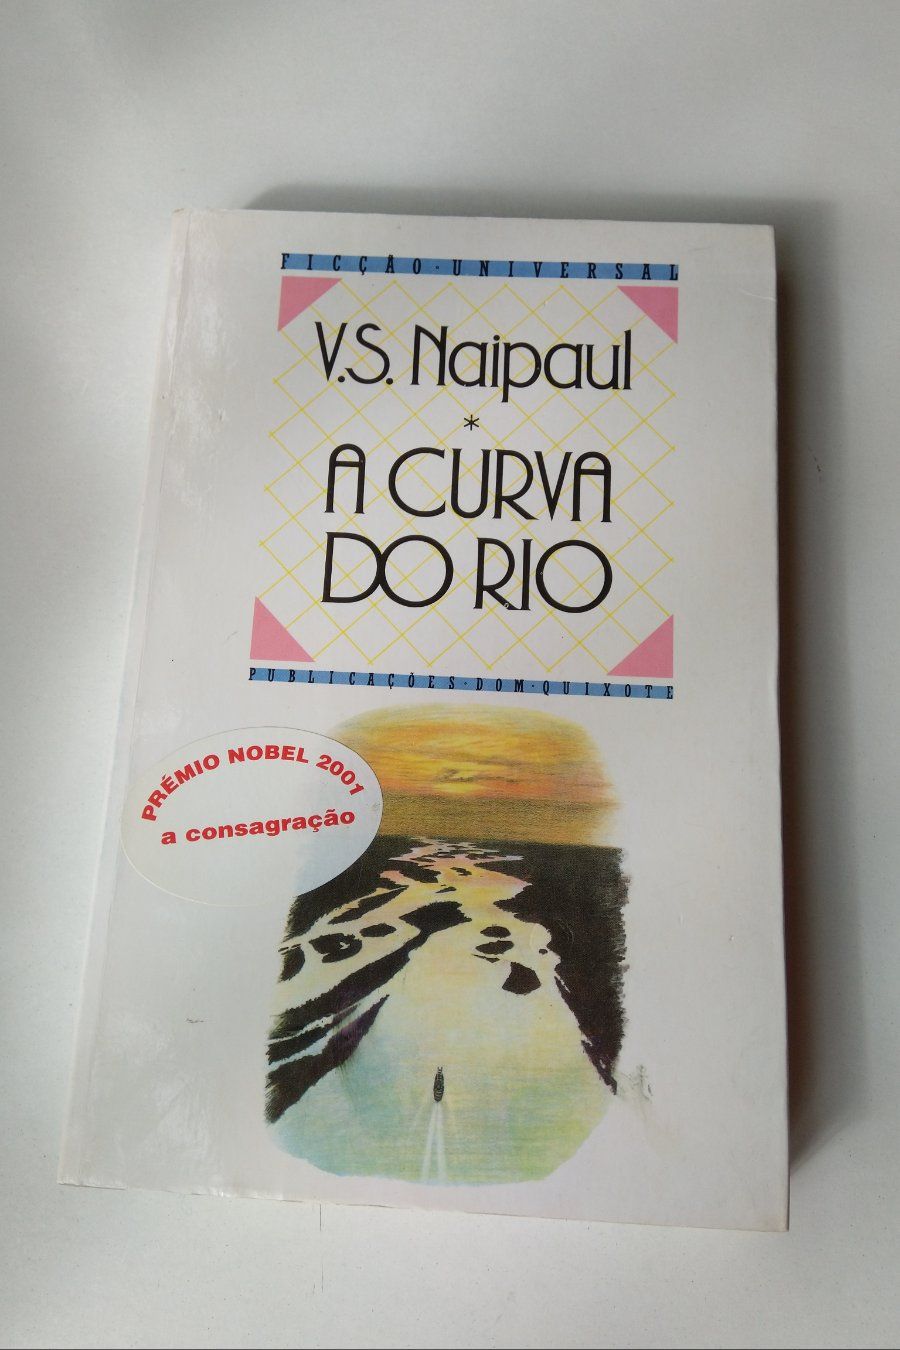 FICÇÃO·UNIVERSAL
V.S. Naipaul
*
A CURVA
DO RIO
PUBLICAÇÕES·DOM·QUIXOTE
PRÉMIO NOBEL 2001
a consagração